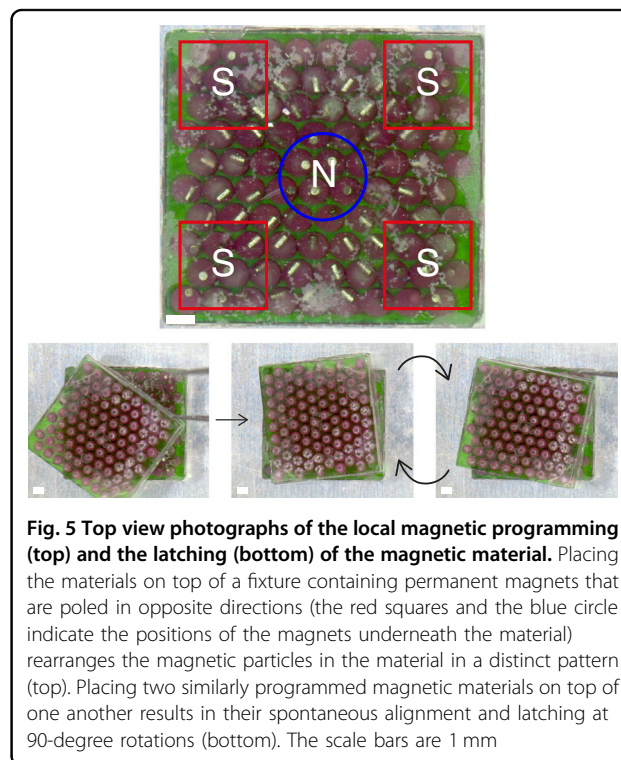 S S
N
S S
Fig. 5 Top view photographs of the local magnetic programming
(top) and the latching (bottom) of the magnetic material. Placing
the materials on top of a fixture containing permanent magnets that
are poled in opposite directions (the red squares and the blue circle
indicate the positions of the magnets underneath the material)
rearranges the magnetic particles in the material in a distinct pattern
(top). Placing two similarly programmed magnetic materials on top of
one another results in their spontaneous alignment and latching at
90-degree rotations (bottom). The scale bars are 1 mm